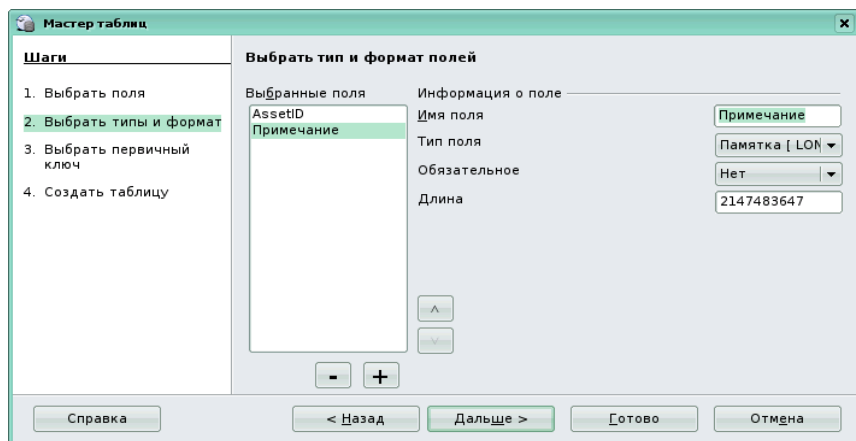 Мастер таблиц
Шаги
1. Выбрать поля
2. Выбрать типы и формат
3. Выбрать первичный
ключ
4. Создать таблицу
Выбрать тип и формат полей
Выбранные поля
AssetID
Примечание
Информация о поле
Имя поля
Примечание
Тип поля
Памятка [ LON
Обязательное
Нет
Длина
2147483647
- +
Справка
< Назад
Дальше >
Готово
Отмена